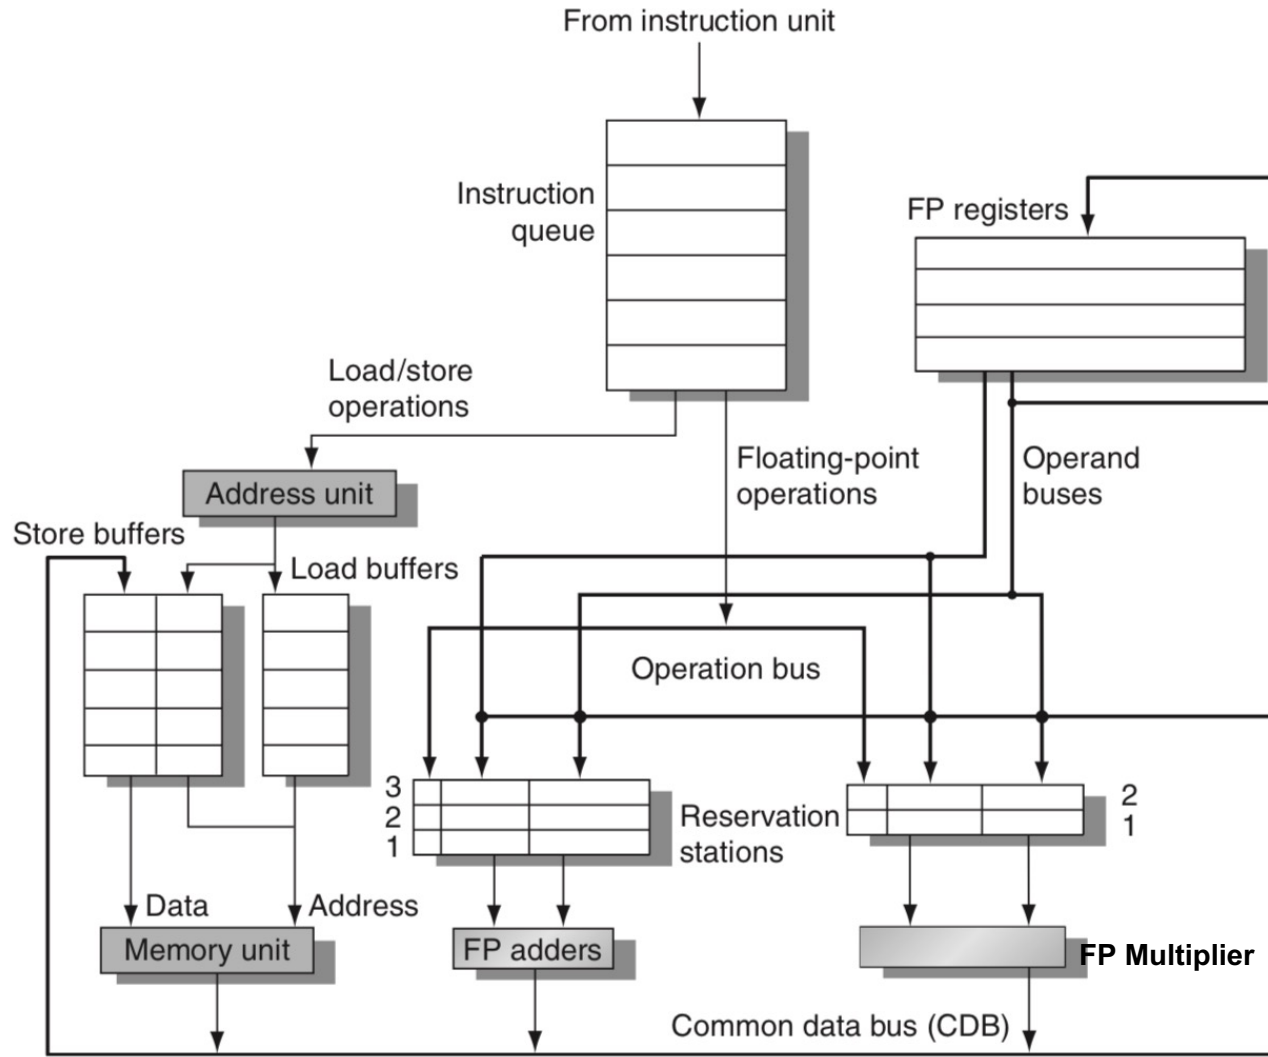 From instruction unit
Instruction
queue
FP registers
Load/store
operations
Floating-point
operations
Operand
buses
Address unit
Store buffers
Load buffers
Operation bus
3
2
1
Reservation
stations
2
1
Data
Address
Memory unit
FP adders
FP Multiplier
Common data bus (CDB)